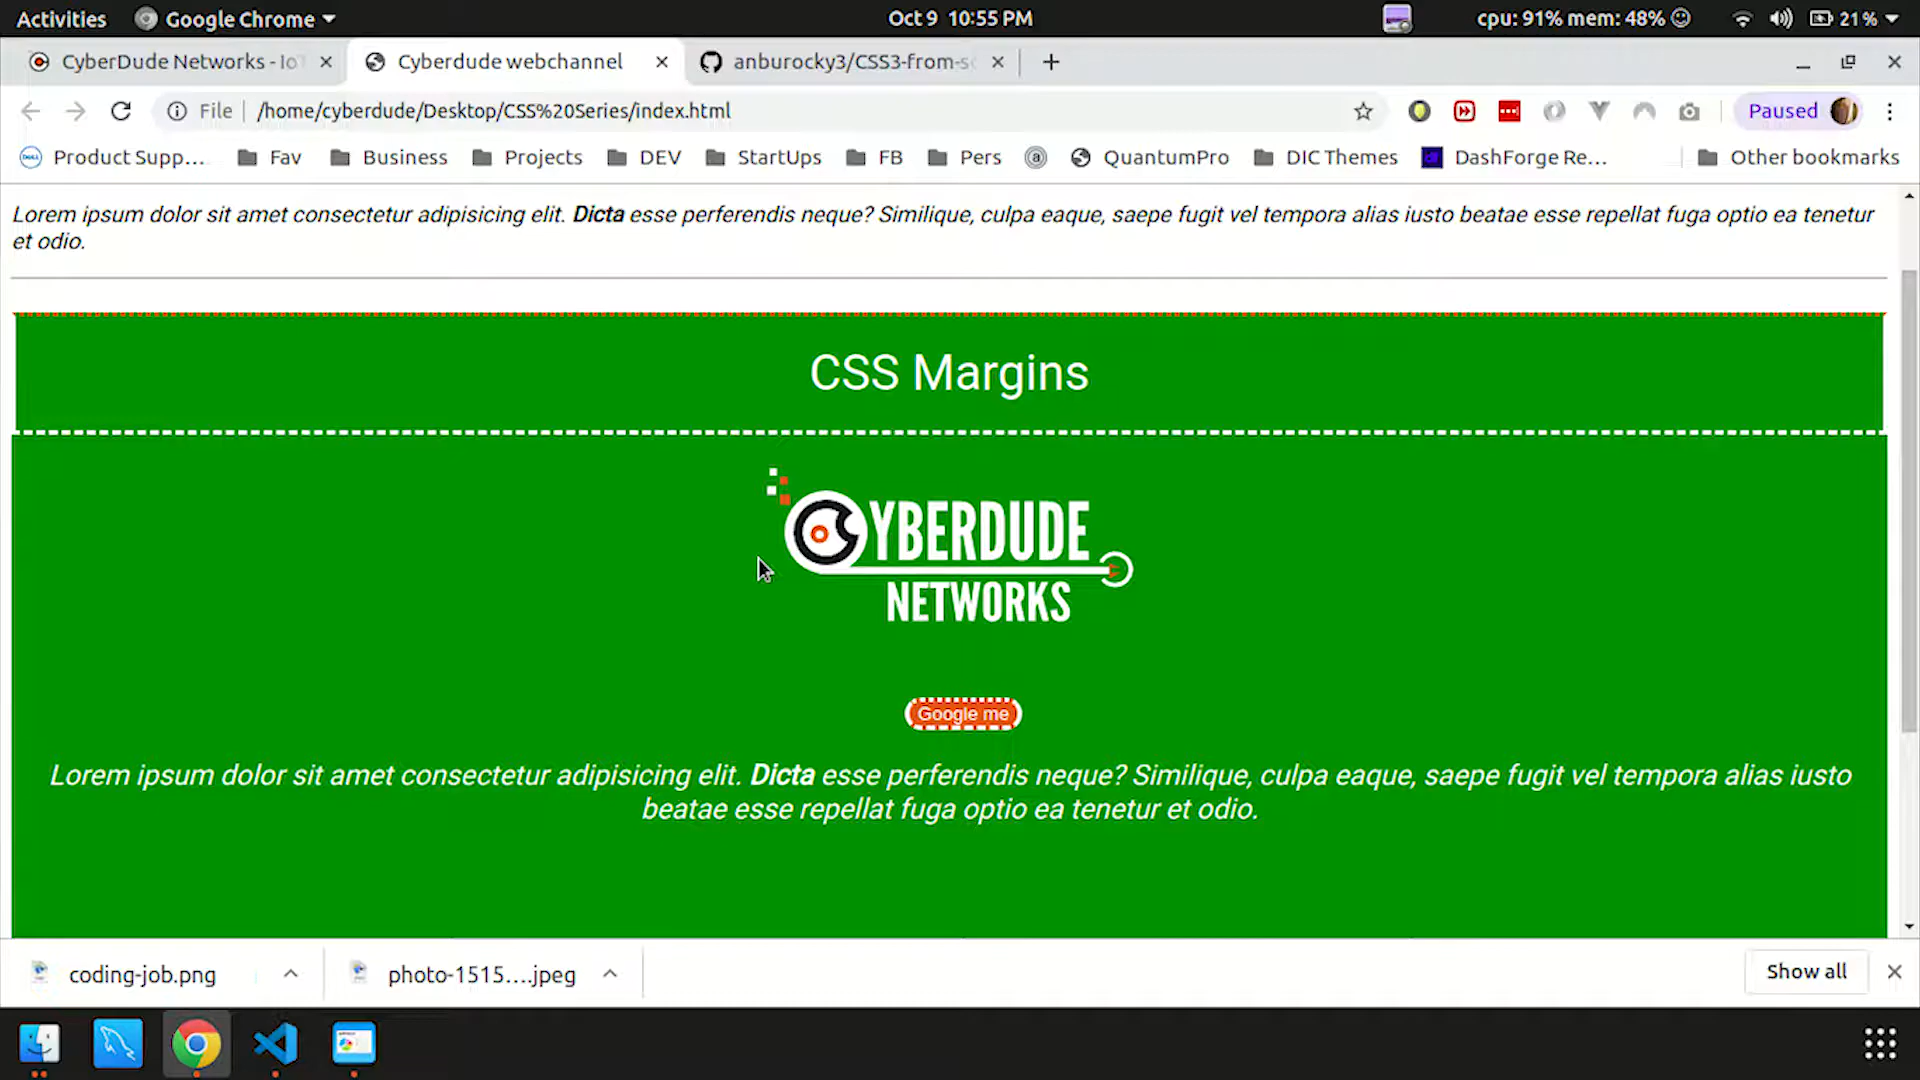 Activities Google Chrome Oct 9 10:55 PM cpu: 91% mem: 48% 21%
CyberDude Networks - IoT Cyberdude webchannel anburocky3/CSS3-from-sc
File /home/cyberdude/Desktop/CSS%20Series/index.html Paused
DELL Product Supp... Fav Business Projects DEV StartUps FB Pers QuantumPro DIC Themes DashForge Re... Other bookmarks
Lorem ipsum dolor sit amet consectetur adipisicing elit. Dicta esse perferendis neque? Similique, culpa eaque, saepe fugit vel tempora alias iusto beatae esse repellat fuga optio ea tenetur
et odio.
CSS Margins
CYBERDUDE
NETWORKS
Google me
Lorem ipsum dolor sit amet consectetur adipisicing elit. Dicta esse perferendis neque? Similique, culpa eaque, saepe fugit vel tempora alias iusto
beatae esse repellat fuga optio ea tenetur et odio.
coding-job.png photo-1515....jpeg Show all